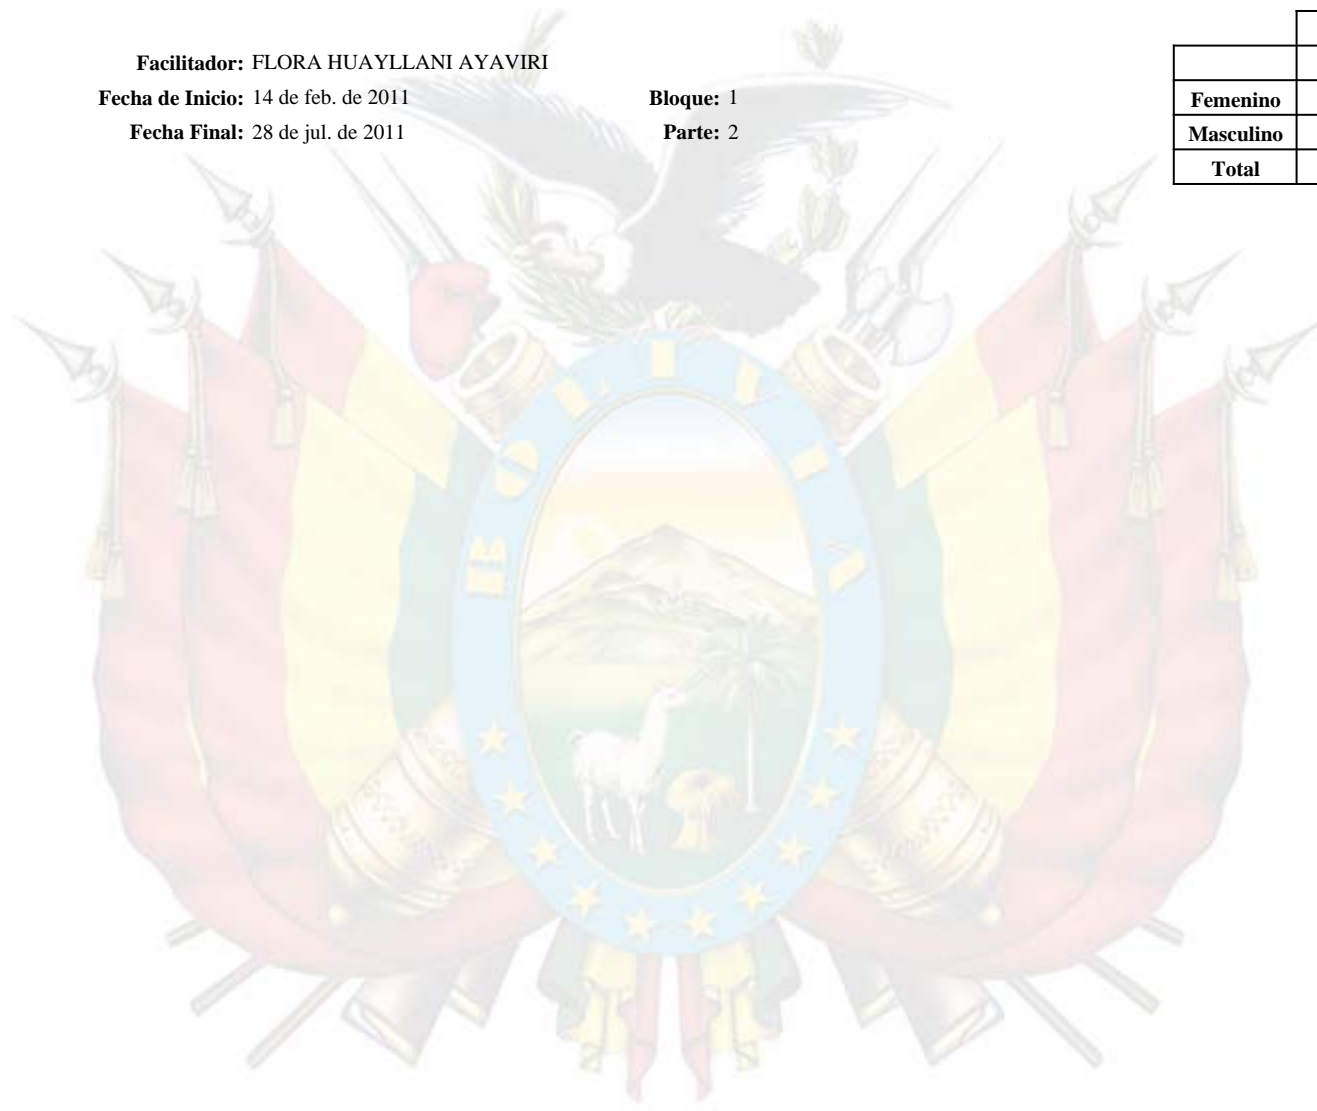 Facilitador: FLORA HUAYLLANI AYAVIRI
Fecha de Inicio: 14 de feb. de 2011 Bloque: 1
Fecha Final: 28 de jul. de 2011 Parte: 2
Femenino
Masculino
Total
BOLIVIA